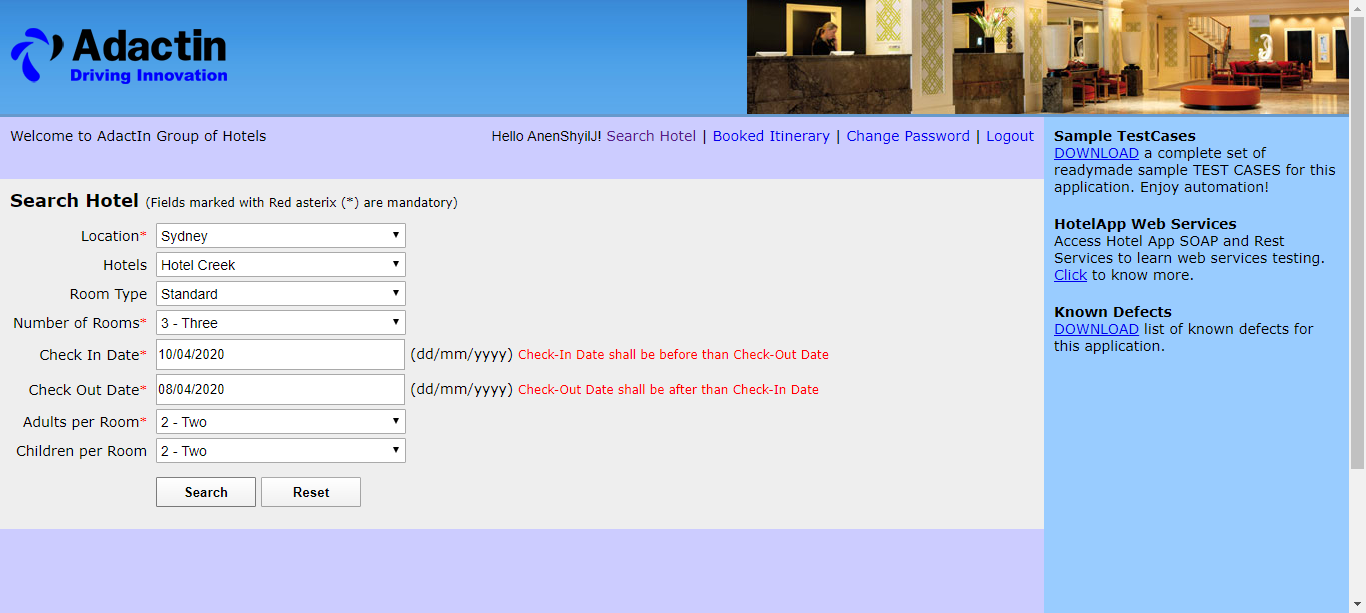 Adactin
Driving Innovation
Welcome to AdactIn Group of Hotels
Hello AnenShyilJ! Search Hotel | Booked Itinerary | Change Password | Logout
Search Hotel (Fields marked with Red asterix (*) are mandatory)
Location* Sydney
Hotels Hotel Creek
Room Type Standard
Number of Rooms* 3 - Three
Check In Date* 10/04/2020 (dd/mm/yyyy) Check-In Date shall be before than Check-Out Date
Check Out Date* 08/04/2020 (dd/mm/yyyy) Check-Out Date shall be after than Check-In Date
Adults per Room* 2 - Two
Children per Room 2 - Two
Search Reset
Sample TestCases
DOWNLOAD a complete set of
readymade sample TEST CASES for this
application. Enjoy automation!
HotelApp Web Services
Access Hotel App SOAP and Rest
Services to learn web services testing.
Click to know more.
Known Defects
DOWNLOAD list of known defects for
this application.